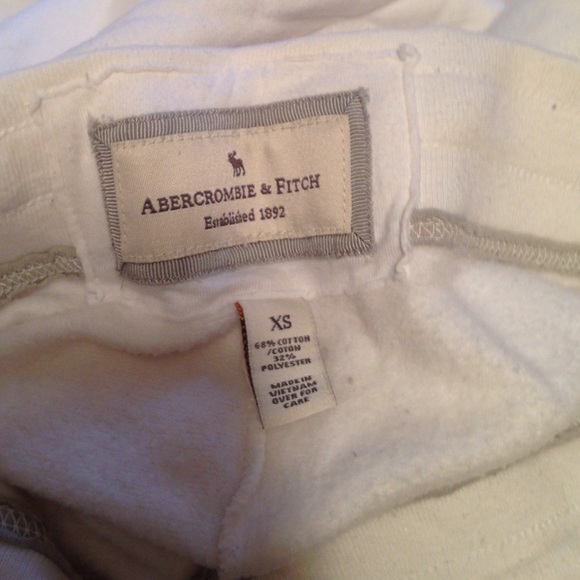 ABERCROMBIE & FITCH
Established 1892
XS
68% COTTON
/COTON
32%
POLYESTER
MADE IN
VIETNAM
OVER FOR
CARE